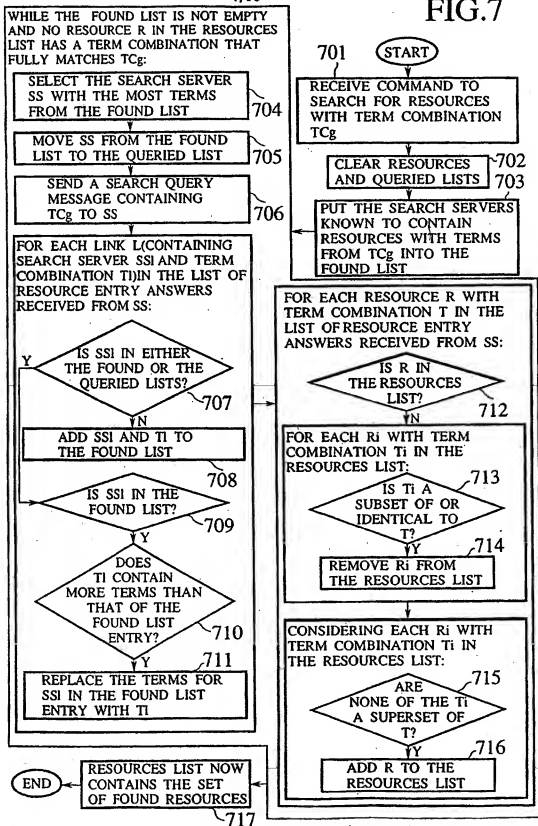 FIG.7
START
701
RECEIVE COMMAND TO
SEARCH FOR RESOURCES
WITH TERM COMBINATION
TCg
702
CLEAR RESOURCES
AND QUERIED LISTS
703
PUT THE SEARCH SERVERS
KNOWN TO CONTAIN
RESOURCES WITH TERMS
FROM TCg INTO THE
FOUND LIST
WHILE THE FOUND LIST IS NOT EMPTY
AND NO RESOURCE R IN THE RESOURCES
LIST HAS A TERM COMBINATION THAT
FULLY MATCHES TCg:
SELECT THE SEARCH SERVER
SS WITH THE MOST TERMS
FROM THE FOUND LIST
704
MOVE SS FROM THE FOUND
LIST TO THE QUERIED LIST
705
SEND A SEARCH QUERY
MESSAGE CONTAINING
TCg TO SS
706
FOR EACH LINK L(CONTAINING
SEARCH SERVER SSl AND TERM
COMBINATION Tl)IN THE LIST OF
RESOURCE ENTRY ANSWERS
RECEIVED FROM SS:
Y
IS SSl IN EITHER
THE FOUND OR THE
QUERIED LISTS?
707
N
ADD SSl AND Tl TO
THE FOUND LIST
708
IS SSl IN THE
FOUND LIST?
709
Y
DOES
Tl CONTAIN
MORE TERMS THAN
THAT OF THE
FOUND LIST
ENTRY?
710
Y
711
REPLACE THE TERMS FOR
SSl IN THE FOUND LIST
ENTRY WITH Tl
FOR EACH RESOURCE R WITH
TERM COMBINATION T IN THE
LIST OF RESOURCE ENTRY
ANSWERS RECEIVED FROM SS:
IS R IN
THE RESOURCES
LIST?
712
N
FOR EACH Ri WITH TERM
COMBINATION Ti IN THE
RESOURCES LIST:
713
IS Ti A
SUBSET OF OR
IDENTICAL TO
T?
Y
714
REMOVE Ri FROM
THE RESOURCES LIST
CONSIDERING EACH Ri WITH
TERM COMBINATION Ti IN
THE RESOURCES LIST:
715
ARE
NONE OF THE Ti
A SUPERSET OF
T?
Y
716
ADD R TO THE
RESOURCES LIST
RESOURCES LIST NOW
CONTAINS THE SET
OF FOUND RESOURCES
717
END